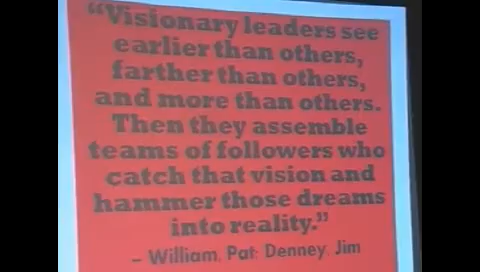 “Visionary leaders see
earlier than others,
farther than others,
and more than others.
Then they assemble
teams of followers who
catch that vision and
hammer those dreams
into reality.”
– William, Pat; Denney, Jim